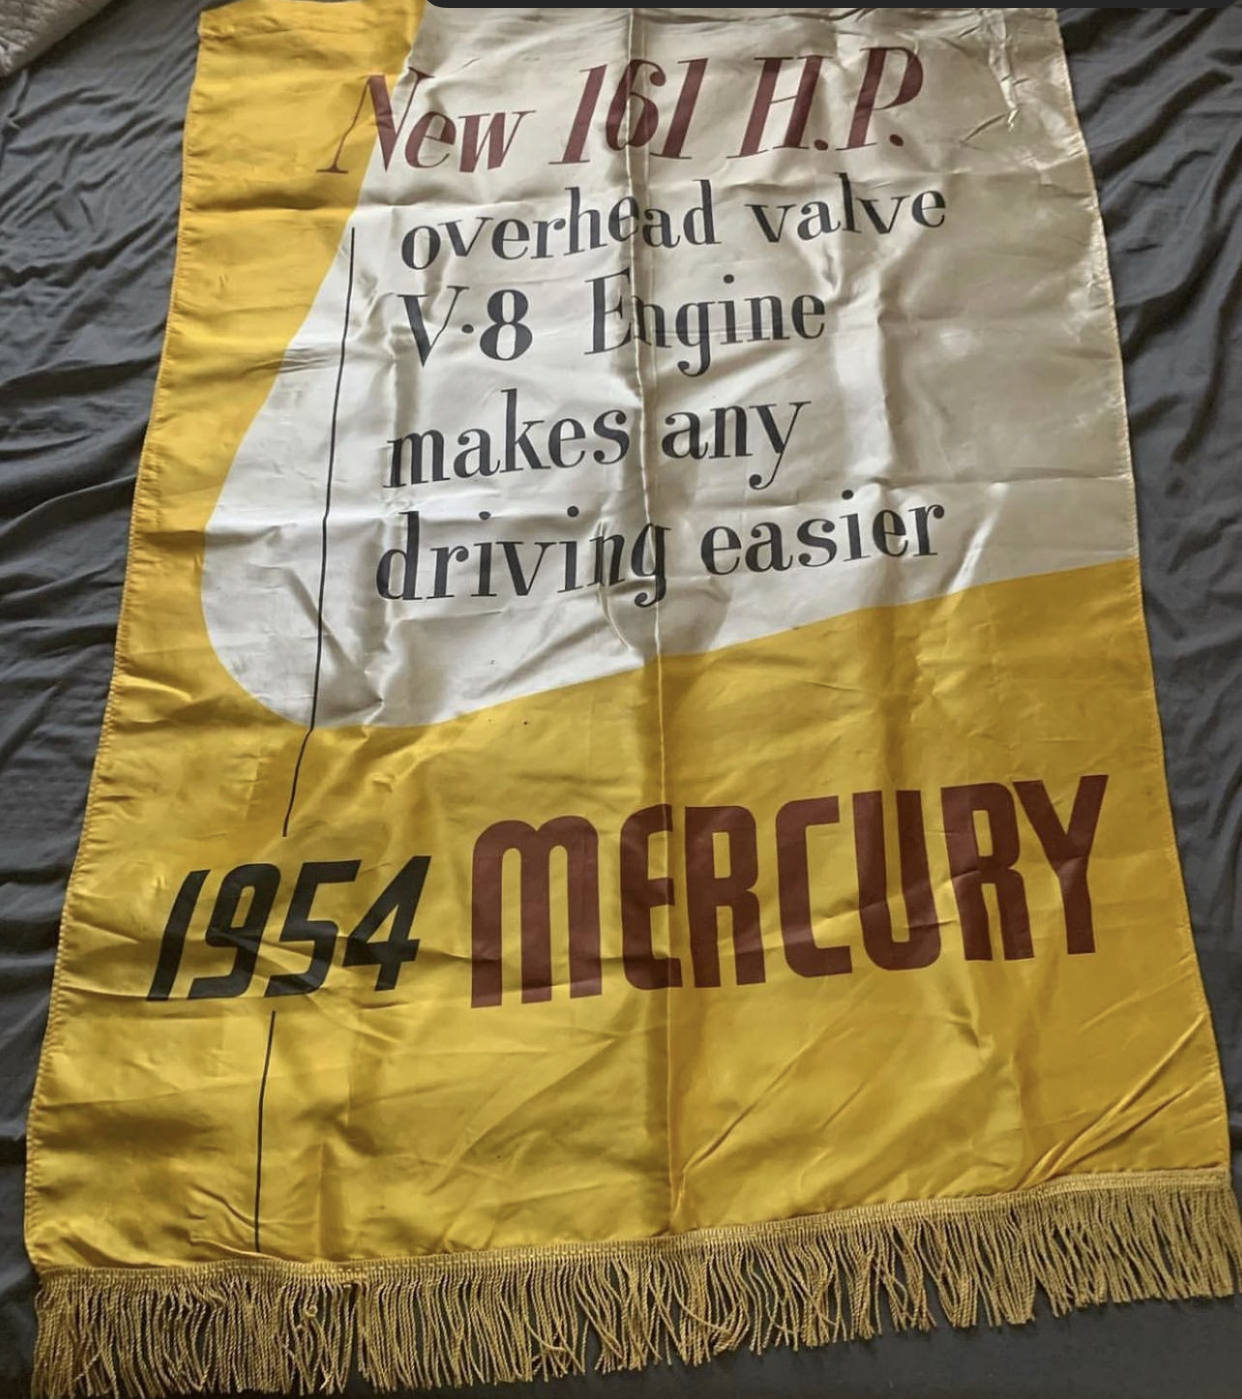 New 161 H.P.
overhead valve
V·8 Engine
makes any
driving easier
1954 MERCURY